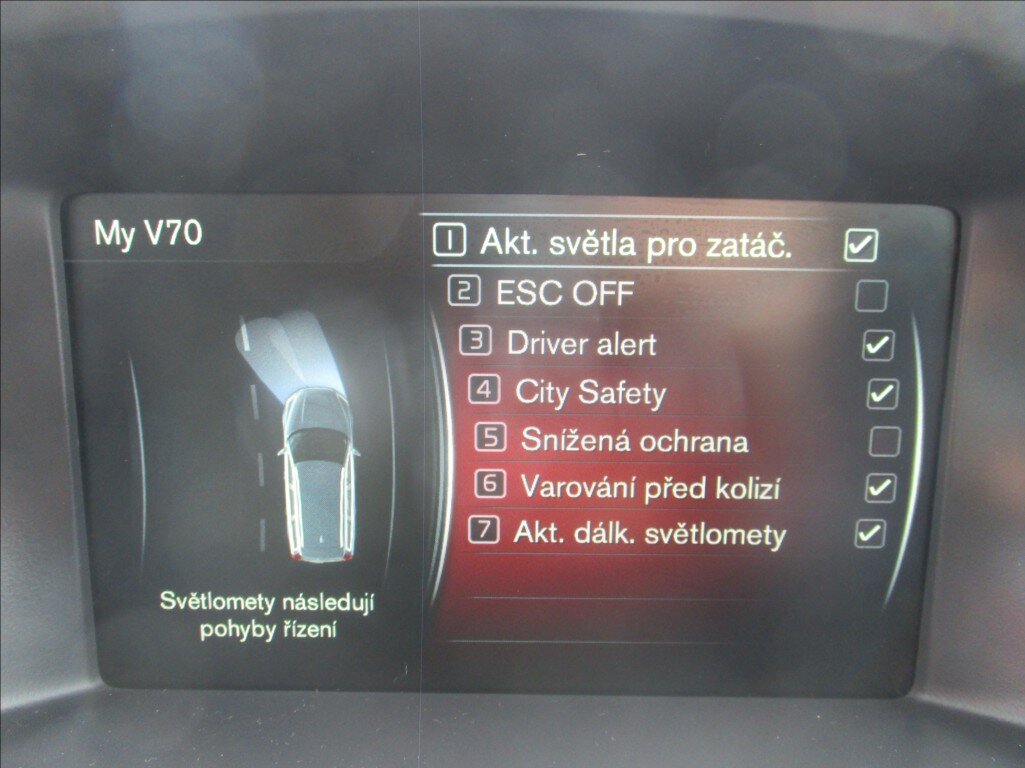 My V70
1 Akt. světla pro zatáč.
2 ESC OFF
3 Driver alert
4 City Safety
5 Snížená ochrana
6 Varování před kolizí
7 Akt. dálk. světlomety
Světlomety následují
pohyby řízení